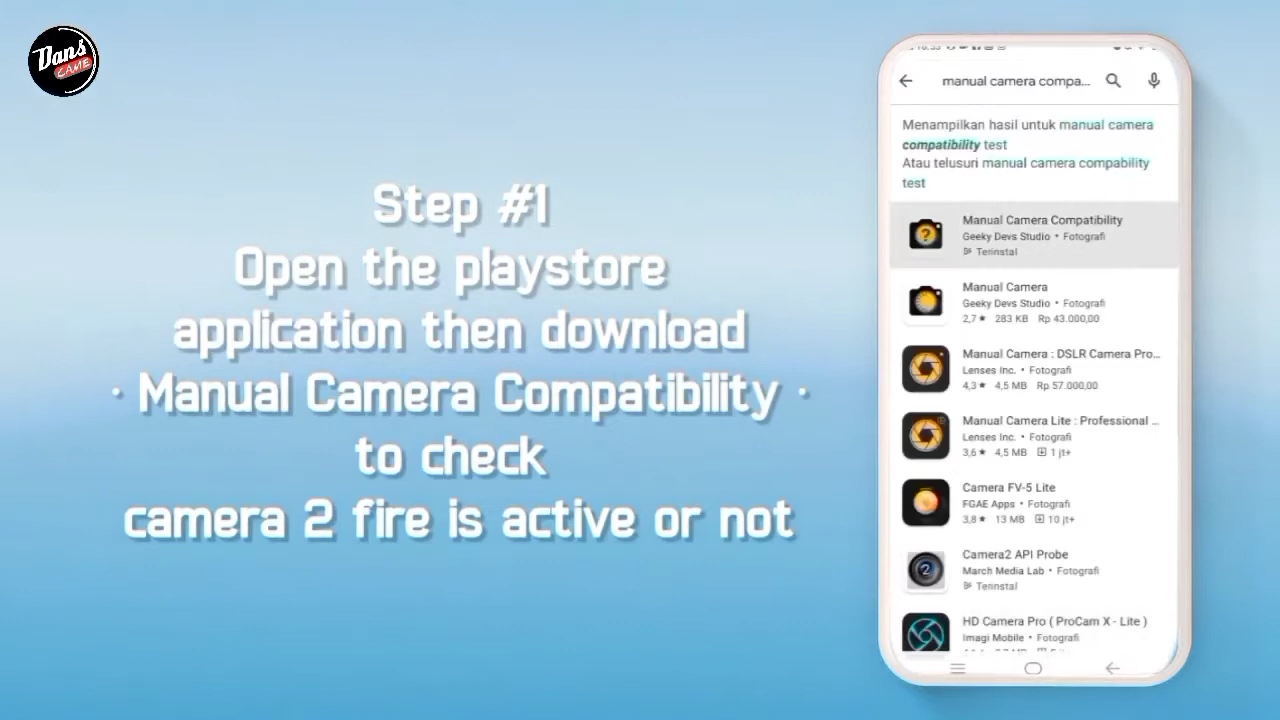 Dans
GAME
Step #1
Open the playstore
application then download
· Manual Camera Compatibility ·
to check
camera 2 fire is active or not
manual camera compa...
Menampilkan hasil untuk manual camera
compatibility test
Atau telusuri manual camera compability
test
Manual Camera Compatibility
Geeky Devs Studio • Fotografi
Terinstal
Manual Camera
Geeky Devs Studio • Fotografi
2,7★ 283 KB Rp 43.000,00
Manual Camera : DSLR Camera Pro...
Lenses Inc. • Fotografi
4,3★ 4,5 MB Rp 57.000,00
Manual Camera Lite : Professional ...
Lenses Inc. • Fotografi
3,6★ 4,5 MB 1 jt+
Camera FV-5 Lite
FGAE Apps • Fotografi
3,8★ 13 MB 10 jt+
Camera2 API Probe
March Media Lab • Fotografi
Terinstal
HD Camera Pro ( ProCam X - Lite )
Imagi Mobile • Fotografi